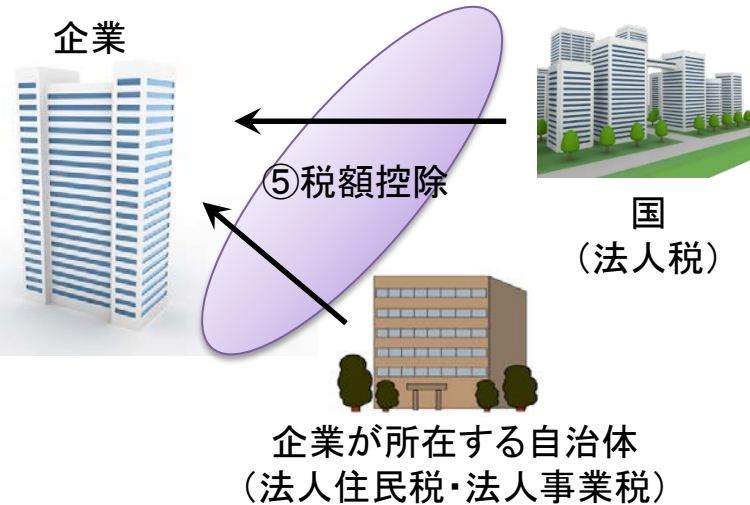 企業
⑤税額控除
国
（法人税）
企業が所在する自治体
（法人住民税・法人事業税）